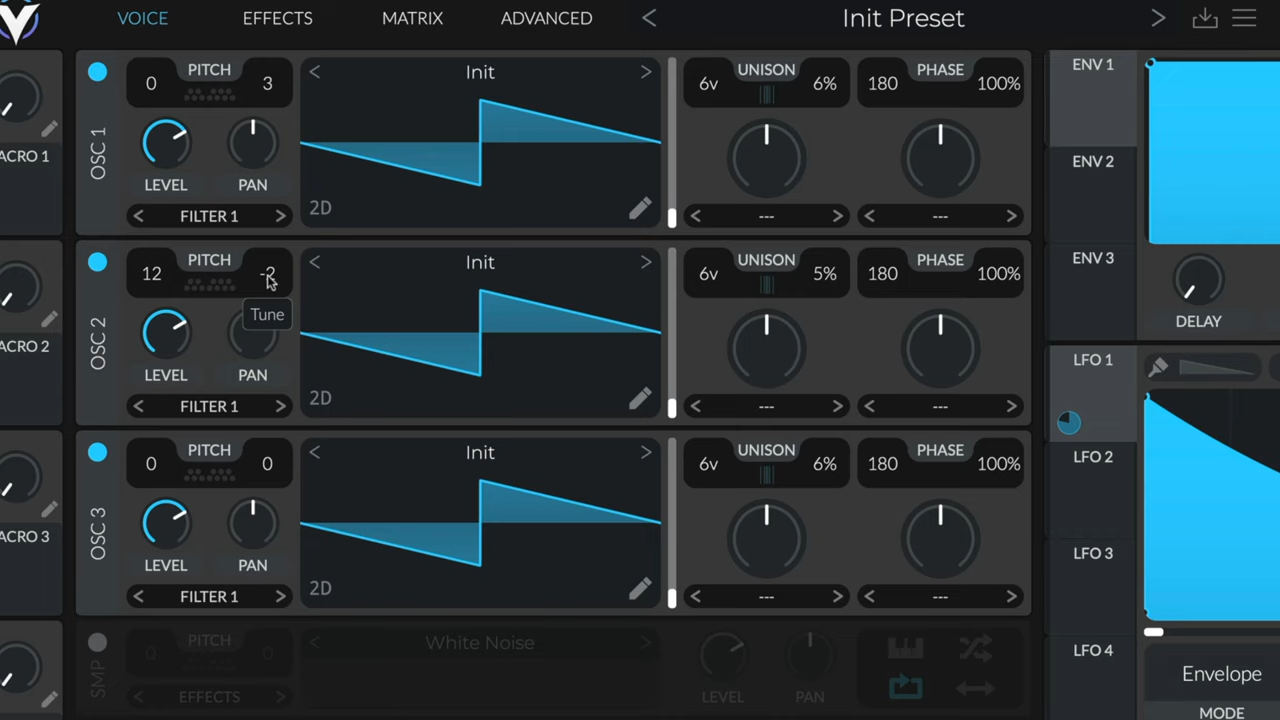 VOICE EFFECTS MATRIX ADVANCED Init Preset
ACRO 1
OSC 1
0 PITCH 3
LEVEL PAN
FILTER 1
Init
2D
6v UNISON 6%
---
180 PHASE 100%
---
ACRO 2
OSC 2
12 PITCH -2
Tune
LEVEL PAN
FILTER 1
Init
2D
6v UNISON 5%
---
180 PHASE 100%
---
ACRO 3
OSC 3
0 PITCH 0
LEVEL PAN
FILTER 1
Init
2D
6v UNISON 6%
---
180 PHASE 100%
---
SMP
0 PITCH 0
EFFECTS
White Noise
LEVEL PAN
ENV 1
ENV 2
ENV 3
DELAY
LFO 1
LFO 2
LFO 3
LFO 4
Envelope
MODE